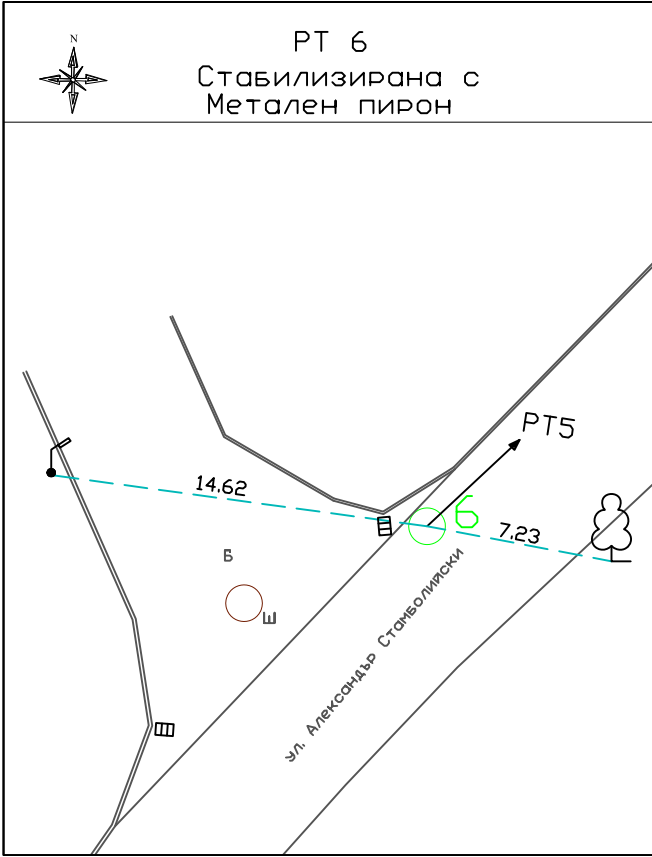 N
РТ 6
Стабилизирана с
Метален пирон
РТ5
14.62
6
7.23
Б
Ш
ул. Александър Стамболийски